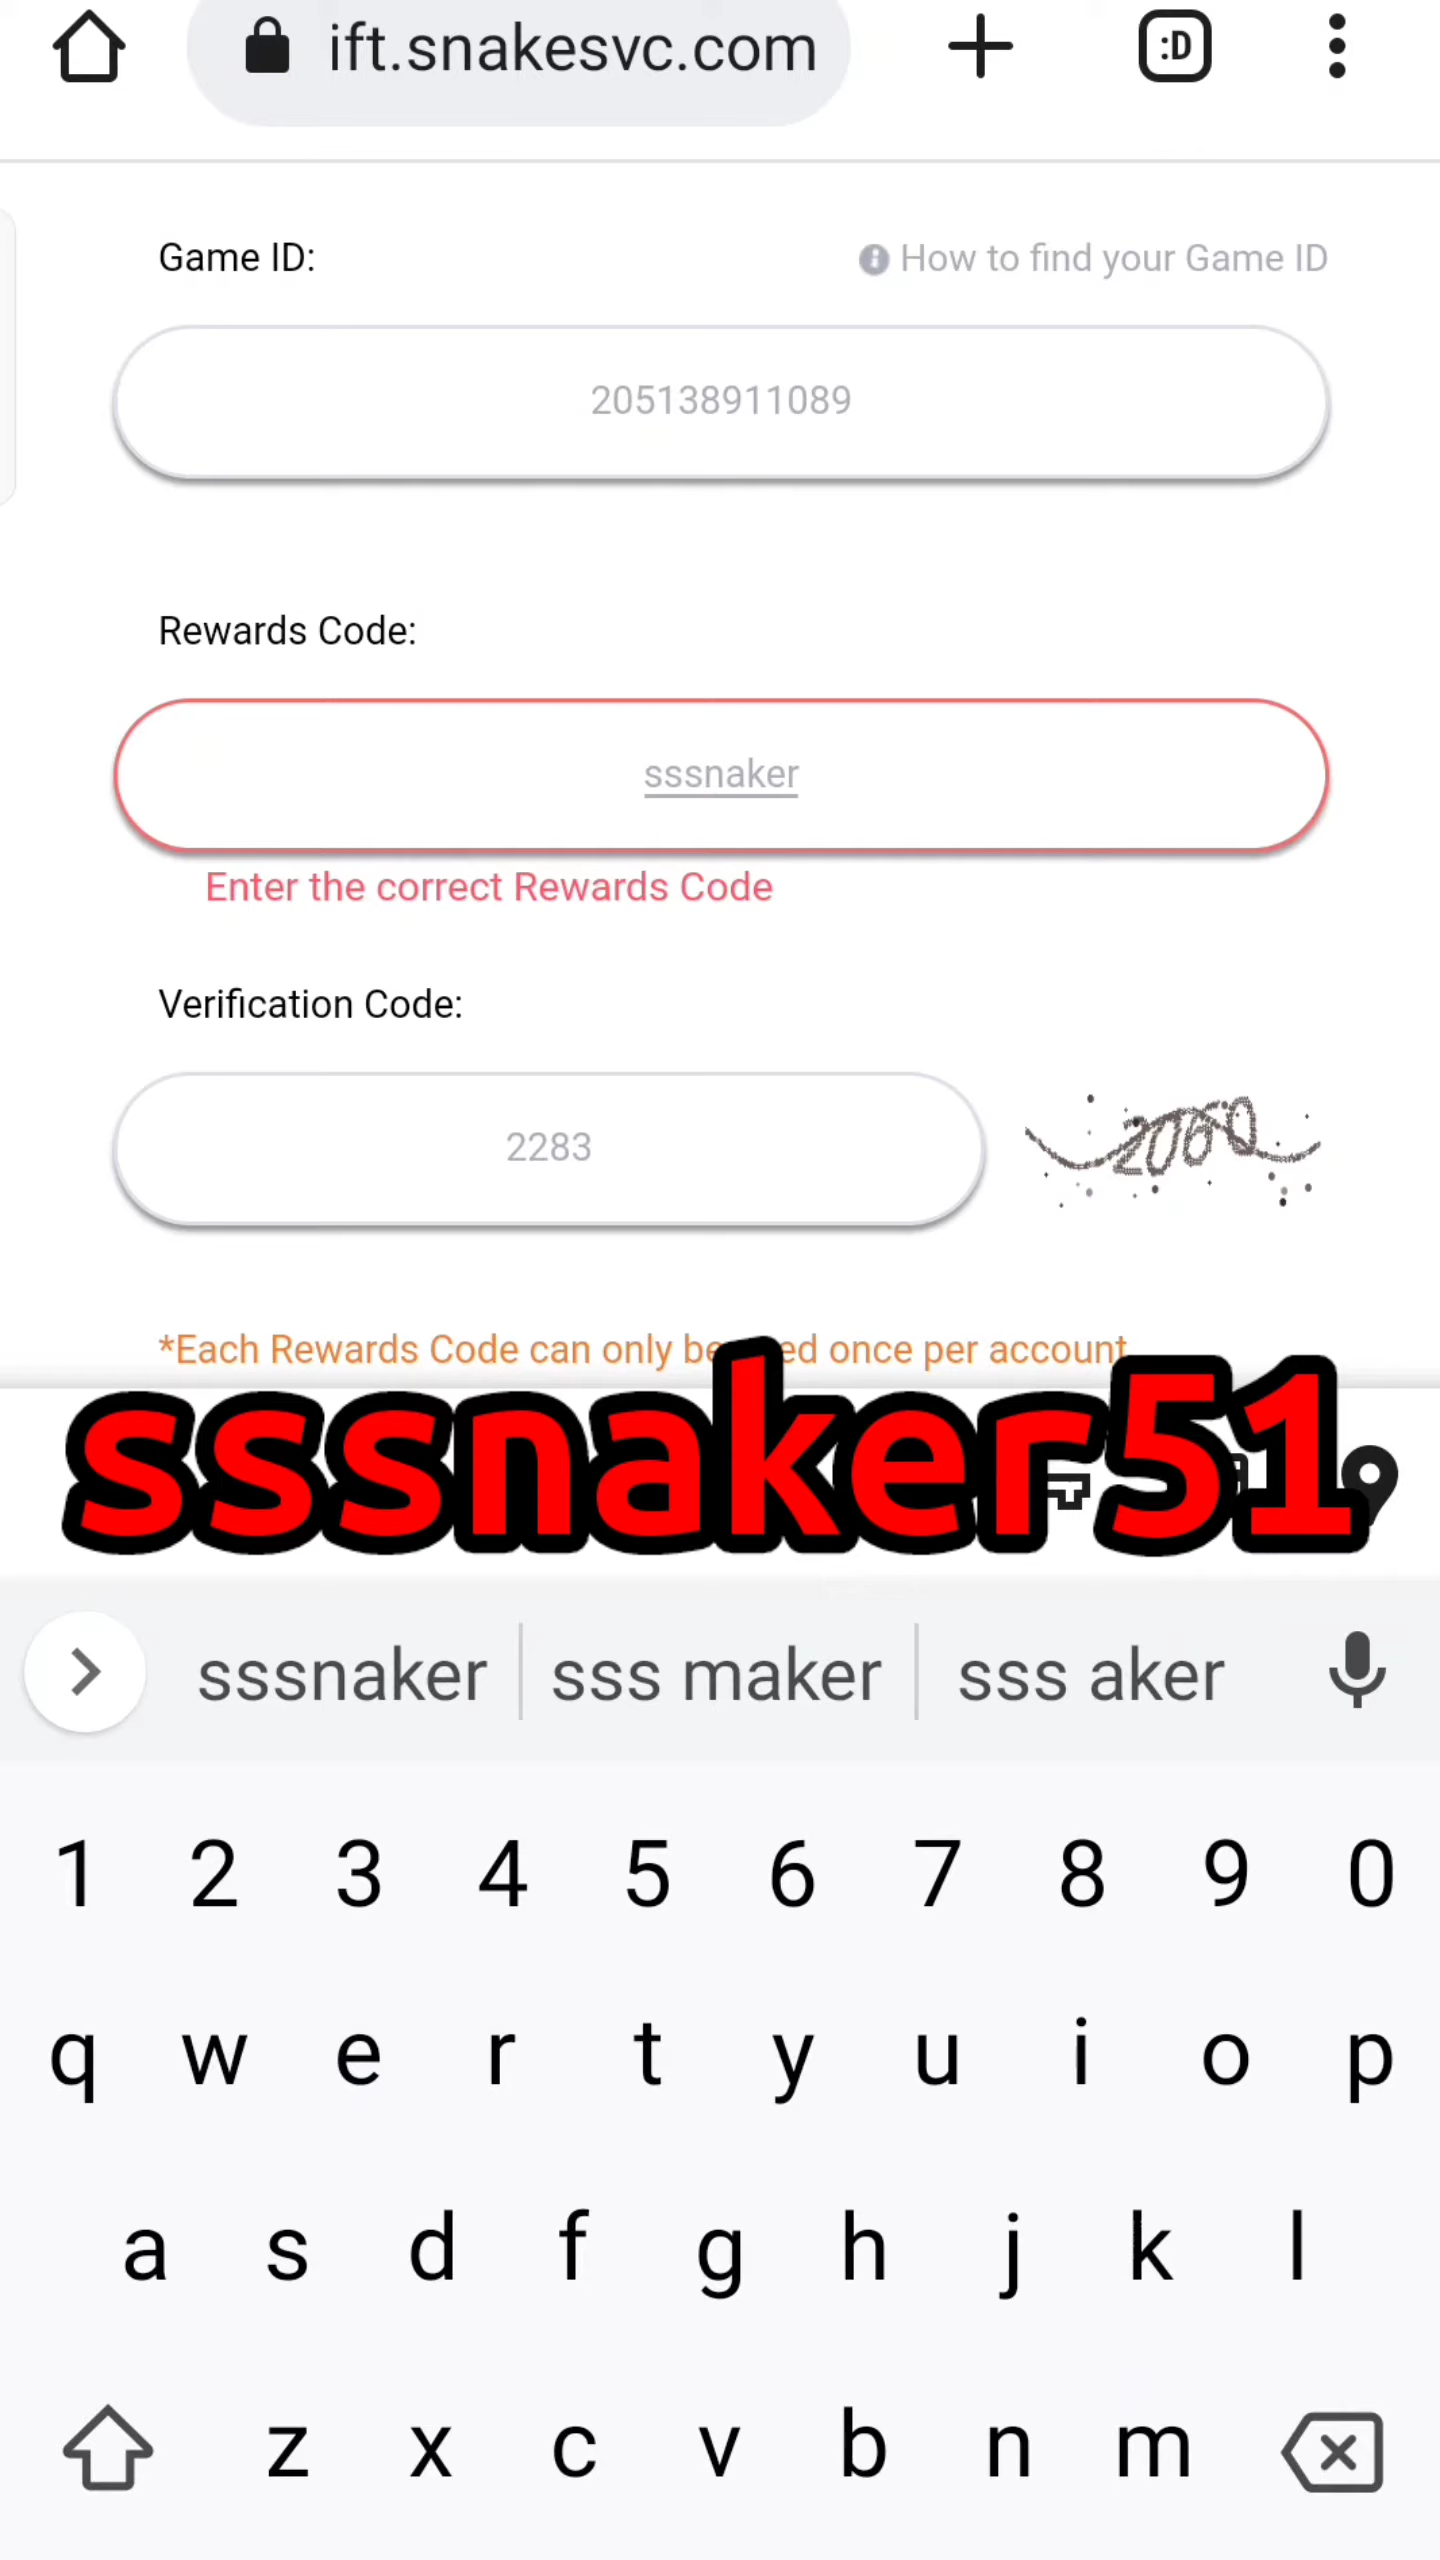 ift.snakesvc.com :D
Game ID: How to find your Game ID
205138911089
Rewards Code:
sssnaker
Enter the correct Rewards Code
Verification Code:
2283
*Each Rewards Code can only be ed once per account
sssnaker51
sssnaker sss maker sss aker
1 2 3 4 5 6 7 8 9 0
q w e r t y u i o p
a s d f g h j k l
z x c v b n m